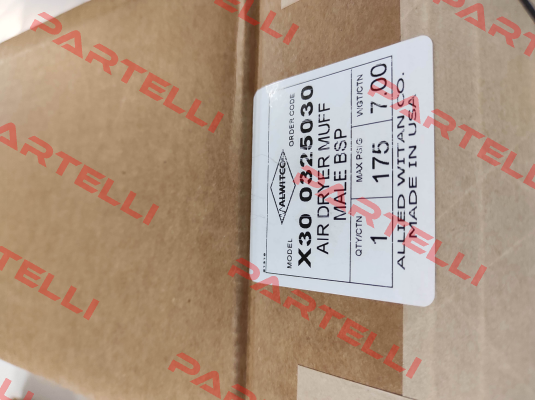 ALWITCO
MODEL ORDER CODE
X30 0325030
AIR DRYER MUFF
MALE BSP
QTY/CTN MAX PSIG WGT/CTN
1 175 7.00
ALLIED WITAN CO.
MADE IN USA
PARTELLI
PARTELLI
PARTELLI
PARTELLI
PARTELLI
PARTELLI